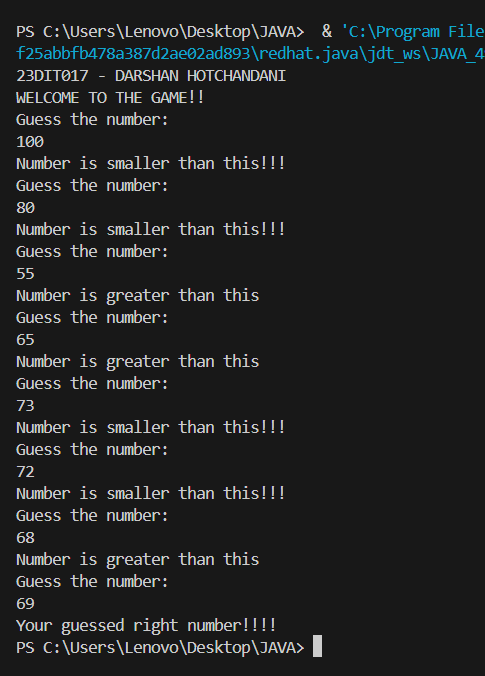 PS C:\Users\Lenovo\Desktop\JAVA>  & 'C:\Program File
f25abbfb478a387d2ae02ad893\redhat.java\jdt_ws\JAVA_4
23DIT017 - DARSHAN HOTCHANDANI
WELCOME TO THE GAME!!
Guess the number:
100
Number is smaller than this!!!
Guess the number:
80
Number is smaller than this!!!
Guess the number:
55
Number is greater than this
Guess the number:
65
Number is greater than this
Guess the number:
73
Number is smaller than this!!!
Guess the number:
72
Number is smaller than this!!!
Guess the number:
68
Number is greater than this
Guess the number:
69
Your guessed right number!!!!
PS C:\Users\Lenovo\Desktop\JAVA>